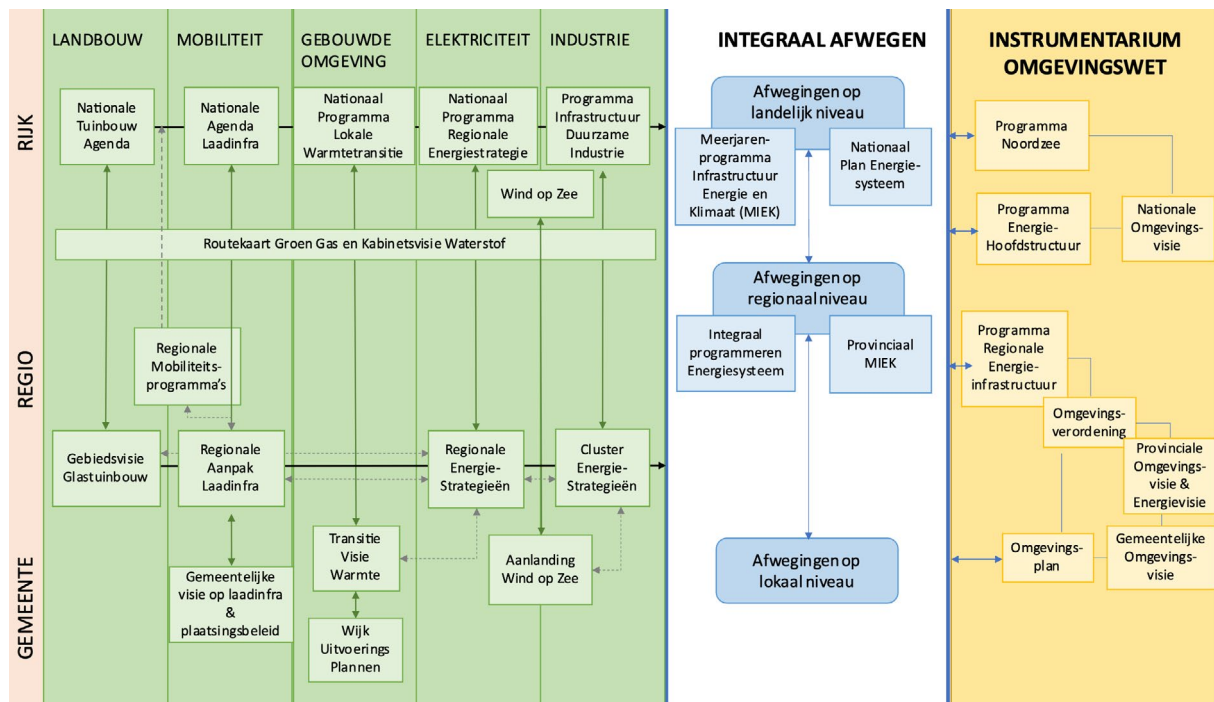 LANDBOUW
MOBILITEIT
GEBOUWDE
OMGEVING
ELEKTRICITEIT
INDUSTRIE
INTEGRAAL AFWEGEN
INSTRUMENTARIUM
OMGEVINGSWET
RIJK
Nationale
Tuinbouw
Agenda
Nationale
Agenda
Laadinfra
Nationaal
Programma
Lokale
Warmtetransitie
Nationaal
Programma
Regionale
Energiestrategie
Programma
Infrastructuur
Duurzame
Industrie
Wind op Zee
Routekaart Groen Gas en Kabinetsvisie Waterstof
Afwegingen op
landelijk niveau
Meerjaren-
programma
Infrastructuur
Energie en
Klimaat (MIEK)
Nationaal
Plan Energie-
systeem
Programma
Noordzee
Programma
Energie-
Hoofdstructuur
Nationale
Omgevings-
visie
REGIO
Regionale
Mobiliteits-
programma's
Gebiedsvisie
Glastuinbouw
Regionale
Aanpak
Laadinfra
Regionale
Energie-
Strategieën
Cluster
Energie-
Strategieën
Afwegingen op
regionaal niveau
Integraal
programmeren
Energiesysteem
Provinciaal
MIEK
Programma
Regionale
Energie-
infrastructuur
Omgevings-
verordening
Provinciale
Omgevings-
visie &
Energievisie
GEMEENTE
Gemeentelijke
visie op laadinfra
&
plaatsingsbeleid
Transitie
Visie
Warmte
Wijk
Uitvoerings
Plannen
Aanlanding
Wind op Zee
Afwegingen op
lokaal niveau
Omgevings-
plan
Gemeentelijke
Omgevings-
visie